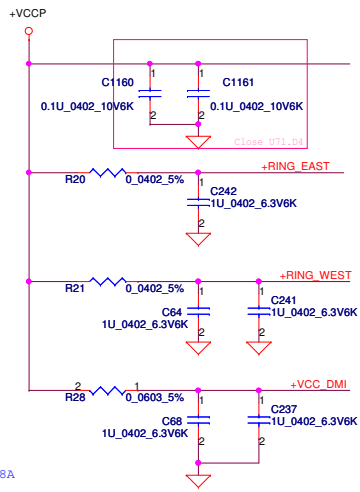 +VCCP
1 1
C1160 C1161
0.1U_0402_10V6K 0.1U_0402_10V6K
2 2
Close U71.D4
+RING_EAST
R20 0_0402_5% 1
C242
1U_0402_6.3V6K
2
+RING_WEST
R21 0_0402_5% 1 1
C64 C241
1U_0402_6.3V6K 1U_0402_6.3V6K
2 2
+VCC_DMI
2 1
R28 0_0603_5% 1 1
C68 C237
1U_0402_6.3V6K 1U_0402_6.3V6K
2 2
8A